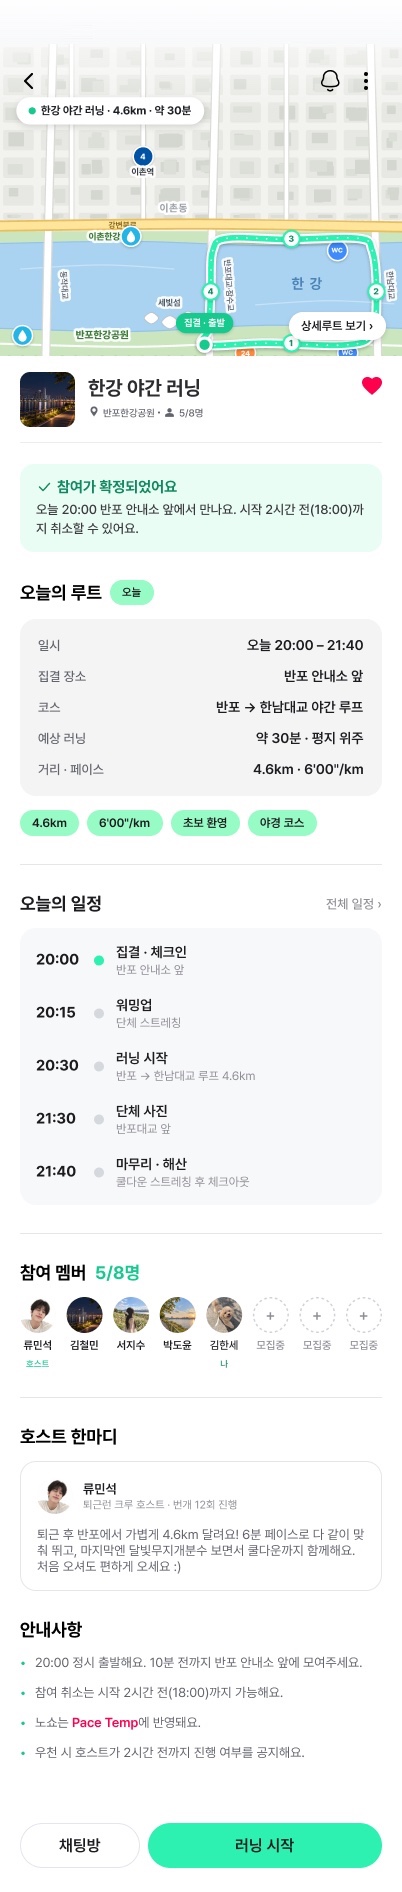 한강 야간 러닝 · 4.6km · 약 30분
4
이촌역
이촌동
강변북로
이촌한강
3
WC
동작대교
반포대교·잠수교
한강
한남대교
4
2
세빛섬
집결 · 출발
상세루트 보기 ›
반포한강공원
1
24
WC
한강 야간 러닝
반포한강공원 • 5/8명
참여가 확정되었어요
오늘 20:00 반포 안내소 앞에서 만나요. 시작 2시간 전(18:00)까
지 취소할 수 있어요.
오늘의 루트 오늘
일시 오늘 20:00 – 21:40
집결 장소 반포 안내소 앞
코스 반포 → 한남대교 야간 루프
예상 러닝 약 30분 · 평지 위주
거리 · 페이스 4.6km · 6'00"/km
4.6km 6'00"/km 초보 환영 야경 코스
오늘의 일정 전체 일정 ›
20:00 집결 · 체크인
반포 안내소 앞
20:15 워밍업
단체 스트레칭
20:30 러닝 시작
반포 → 한남대교 루프 4.6km
21:30 단체 사진
반포대교 앞
21:40 마무리 · 해산
쿨다운 스트레칭 후 체크아웃
참여 멤버 5/8명
+ + +
류민석 김철민 서지수 박도윤 김한세 모집중 모집중 모집중
호스트 나
호스트 한마디
류민석
퇴근런 크루 호스트 · 번개 12회 진행
퇴근 후 반포에서 가볍게 4.6km 달려요! 6분 페이스로 다 같이 맞
춰 뛰고, 마지막엔 달빛무지개분수 보면서 쿨다운까지 함께해요.
처음 오셔도 편하게 오세요 :)
안내사항
• 20:00 정시 출발해요. 10분 전까지 반포 안내소 앞에 모여주세요.
• 참여 취소는 시작 2시간 전(18:00)까지 가능해요.
• 노쇼는 Pace Temp에 반영돼요.
• 우천 시 호스트가 2시간 전까지 진행 여부를 공지해요.
채팅방 러닝 시작